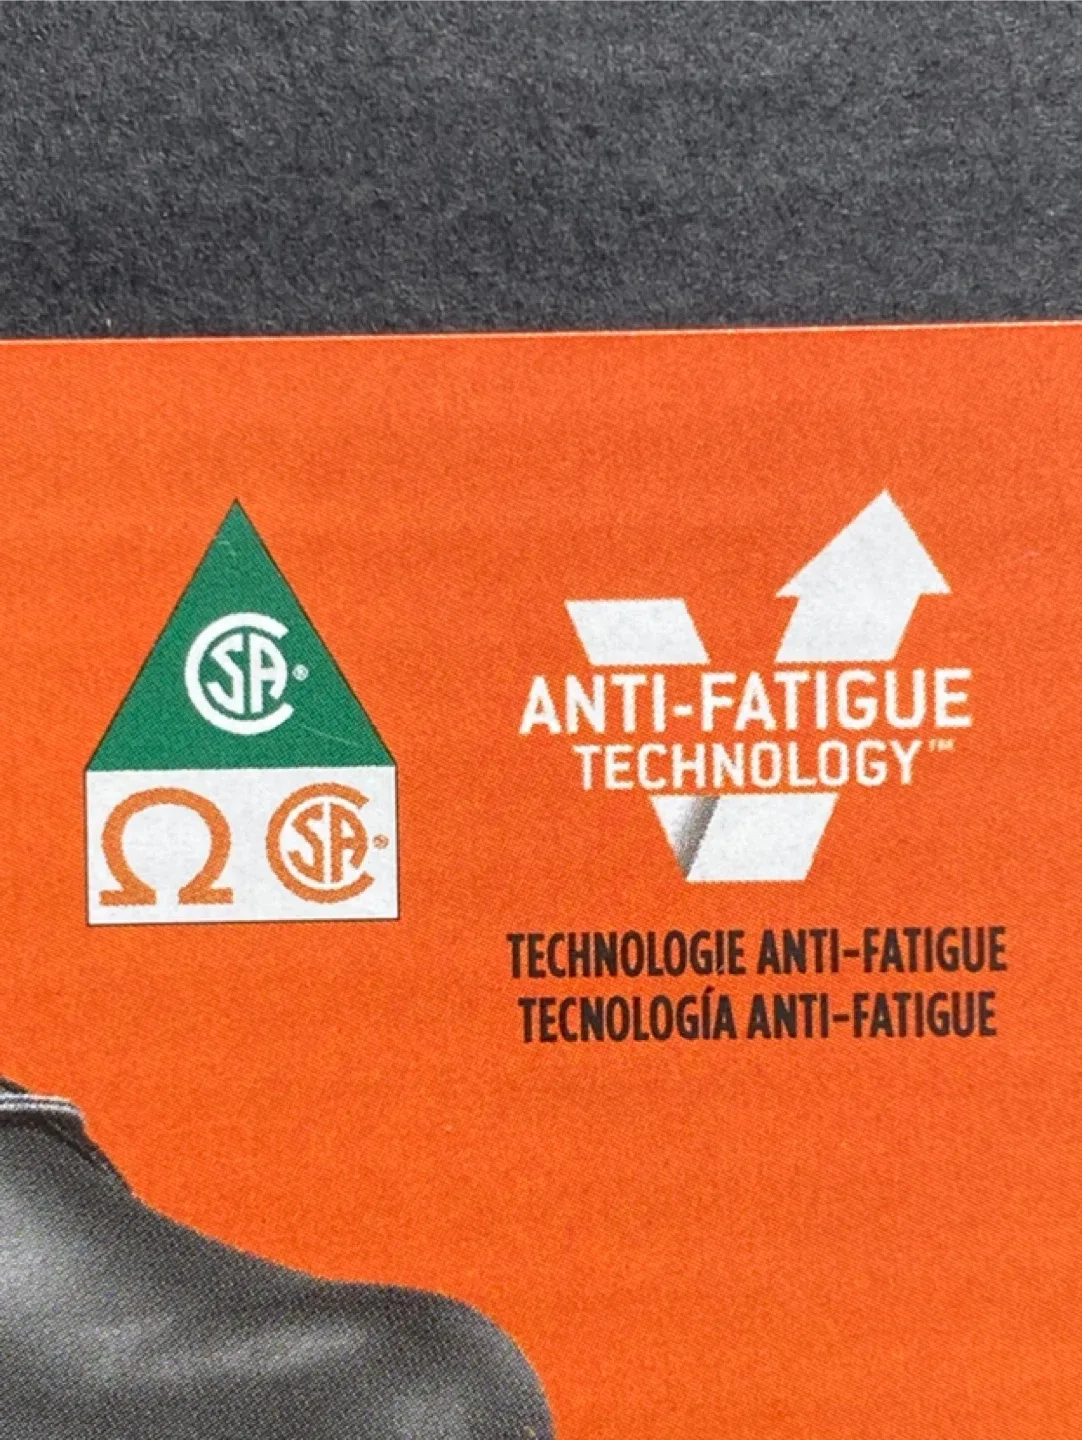 CSA®
Ω CSA®
ANTI-FATIGUE
TECHNOLOGY™
TECHNOLOGIE ANTI-FATIGUE
TECNOLOGÍA ANTI-FATIGUE